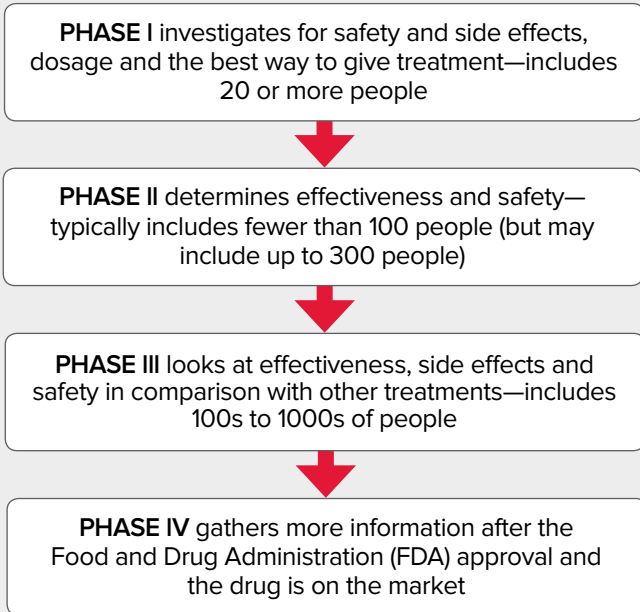 PHASE I investigates for safety and side effects,
dosage and the best way to give treatment—includes
20 or more people
PHASE II determines effectiveness and safety—
typically includes fewer than 100 people (but may
include up to 300 people)
PHASE III looks at effectiveness, side effects and
safety in comparison with other treatments—includes
100s to 1000s of people
PHASE IV gathers more information after the
Food and Drug Administration (FDA) approval and
the drug is on the market